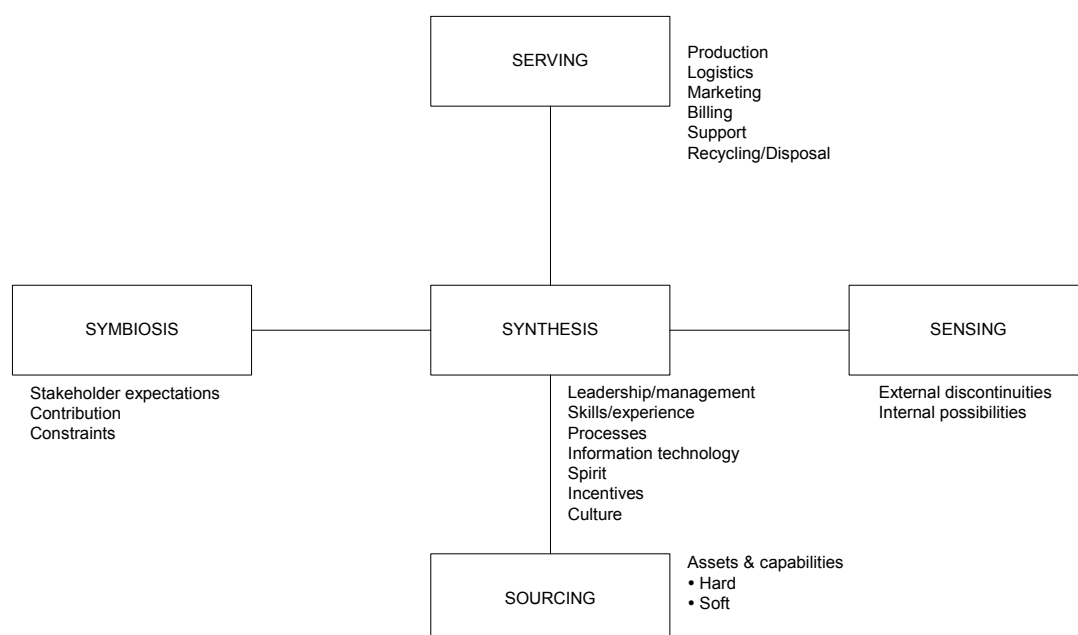 SERVING
Production
Logistics
Marketing
Billing
Support
Recycling/Disposal
SYMBIOSIS
SYNTHESIS
SENSING
Stakeholder expectations
Contribution
Constraints
Leadership/management
Skills/experience
Processes
Information technology
Spirit
Incentives
Culture
External discontinuities
Internal possibilities
SOURCING
Assets & capabilities
• Hard
• Soft